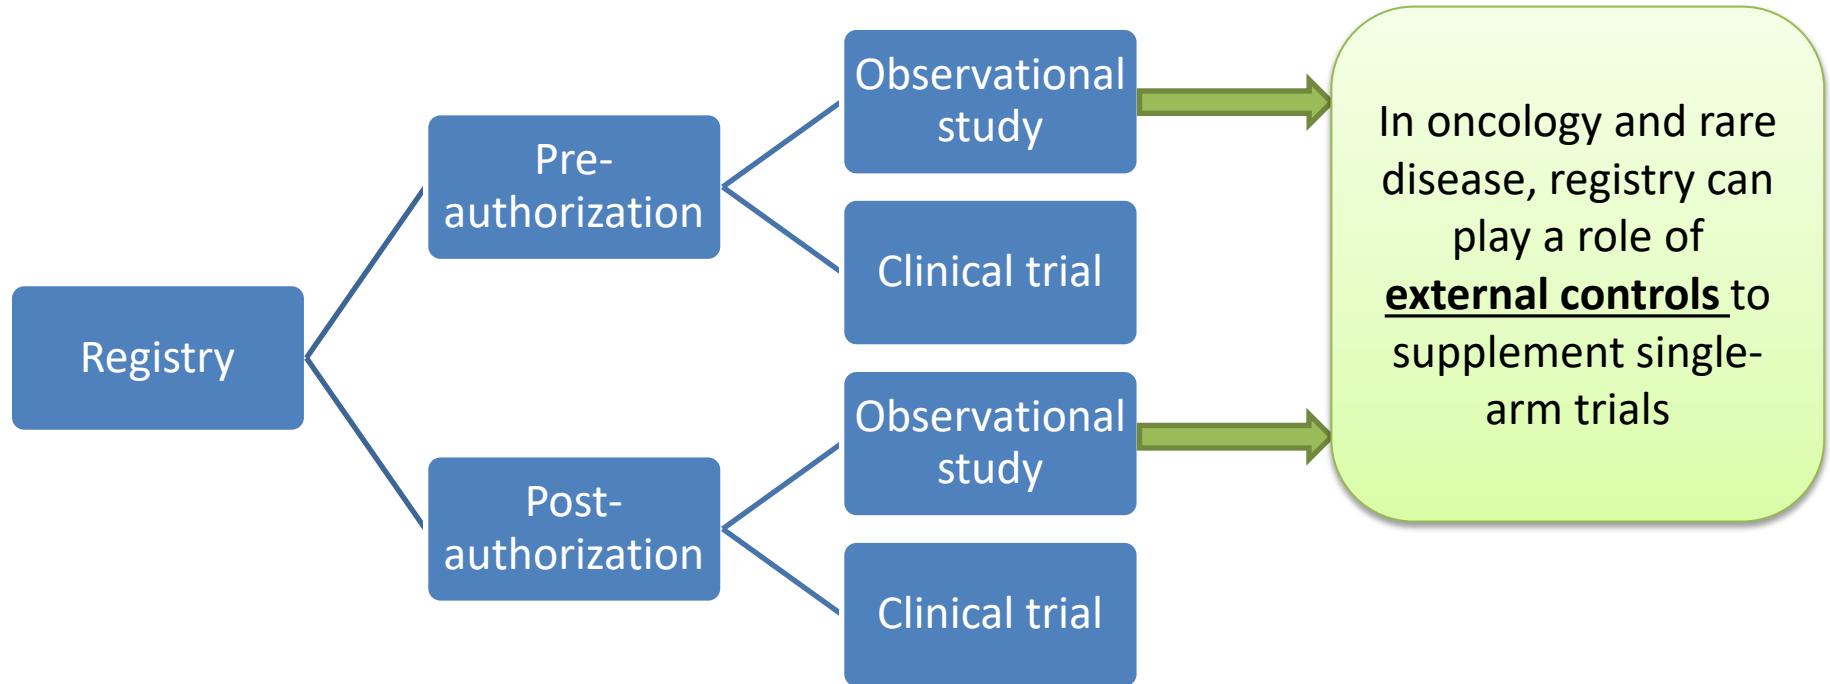 Registry
Pre-
authorization
Observational
study
Clinical trial
Post-
authorization
Observational
study
Clinical trial
In oncology and rare
disease, registry can
play a role of
external controls to
supplement single-
arm trials